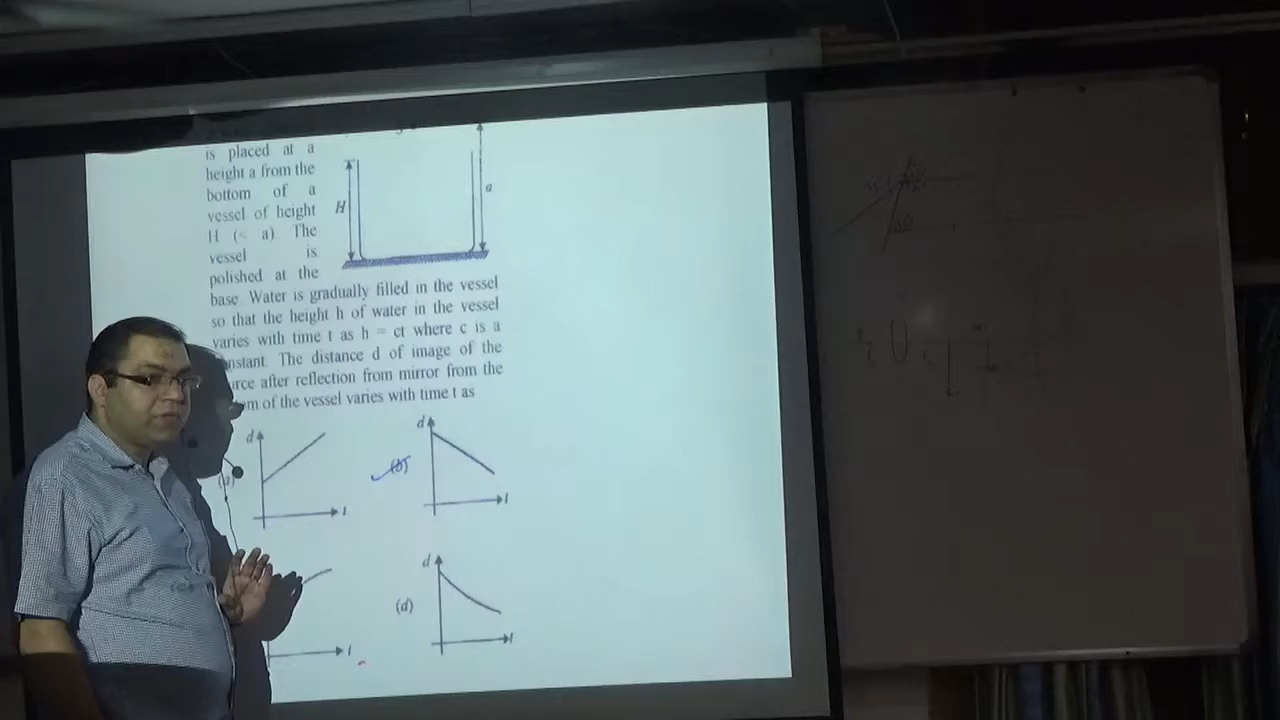 is placed at a
height a from the
bottom of a
vessel of height
H (< a). The
vessel is
polished at the
base. Water is gradually filled in the vessel
so that the height h of water in the vessel
varies with time t as h = ct where c is a
The distance d of image of the
after reflection from mirror from the
of the vessel varies with time t as
H
a
d
(a)
t
d
(b)
t
t
d
(d)
t